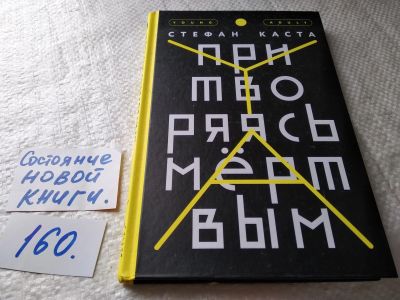 YOUNG ADULT
СТЕФАН КАСТА
ПРИ
ТВО
РЯЯСЬ
МЁРТ
ВЫМ
Состояние
НОВОЙ
КНИГИ.
160.